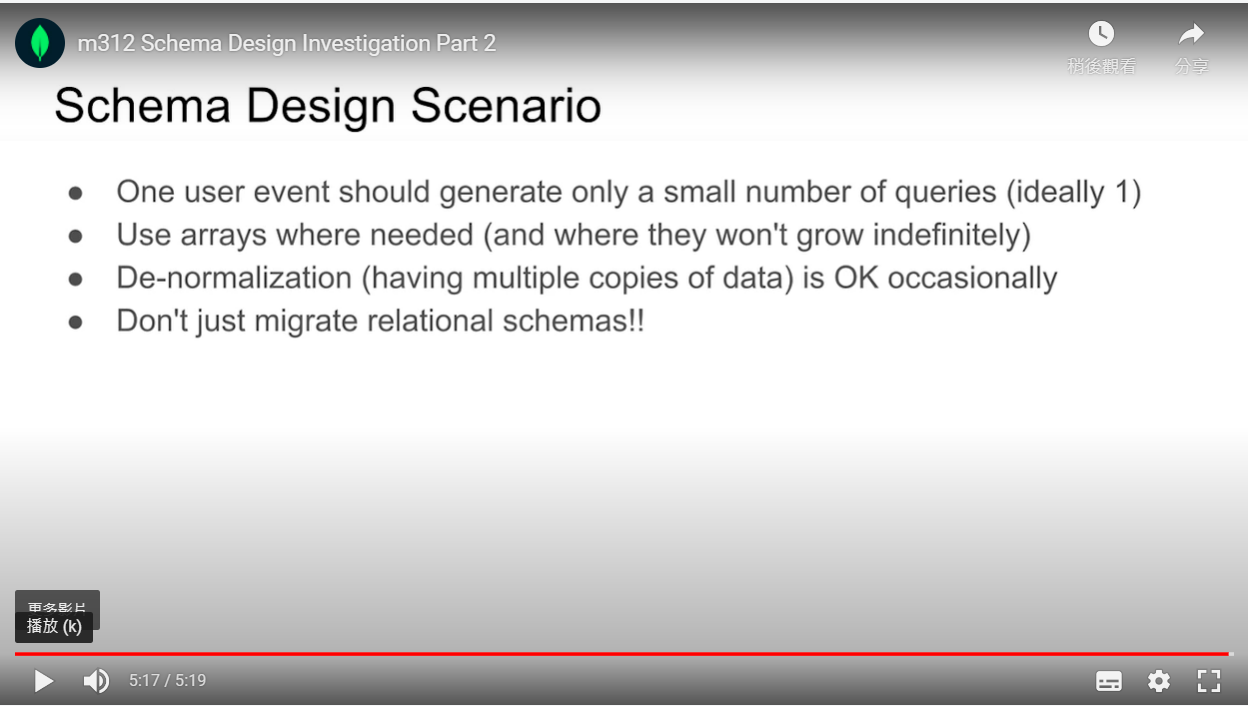 m312 Schema Design Investigation Part 2
稍後觀看
分享
Schema Design Scenario
● One user event should generate only a small number of queries (ideally 1)
● Use arrays where needed (and where they won't grow indefinitely)
● De-normalization (having multiple copies of data) is OK occasionally
● Don't just migrate relational schemas!!
更多影片
播放 (k)
5:17 / 5:19